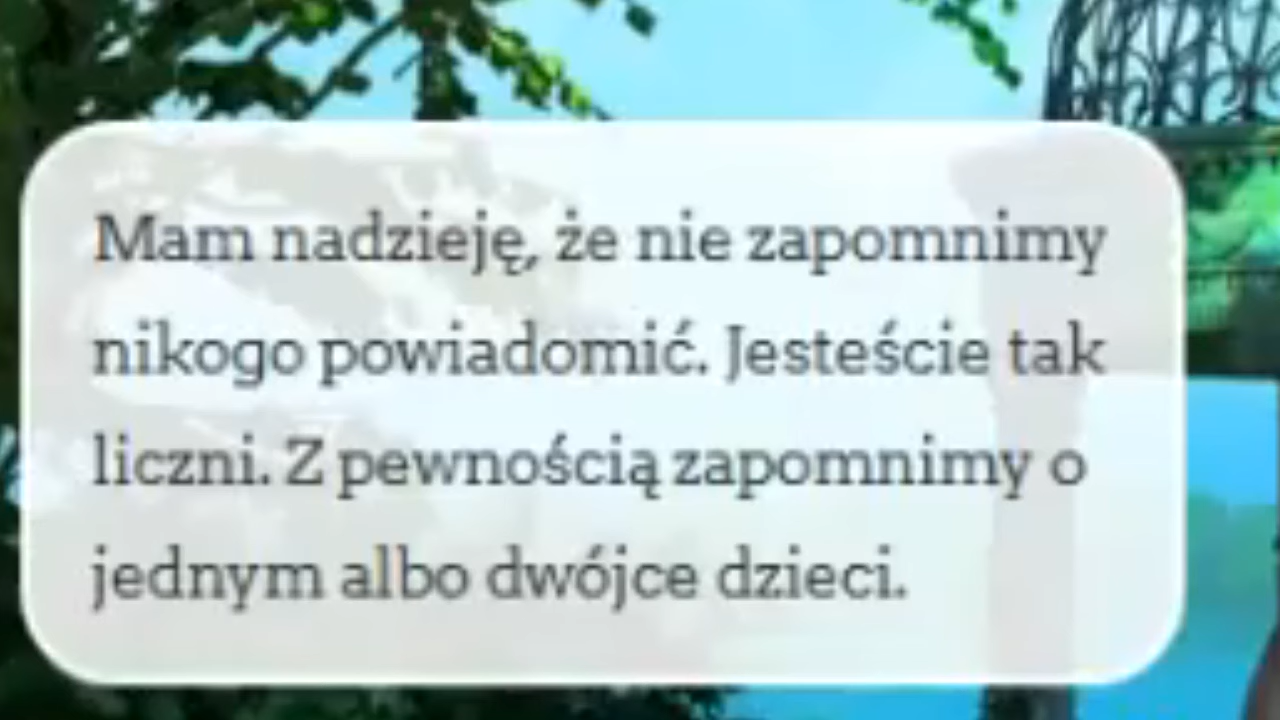 Mam nadzieję, że nie zapomnimy
nikogo powiadomić. Jesteście tak
liczni. Z pewnością zapomnimy o
jednym albo dwójce dzieci.